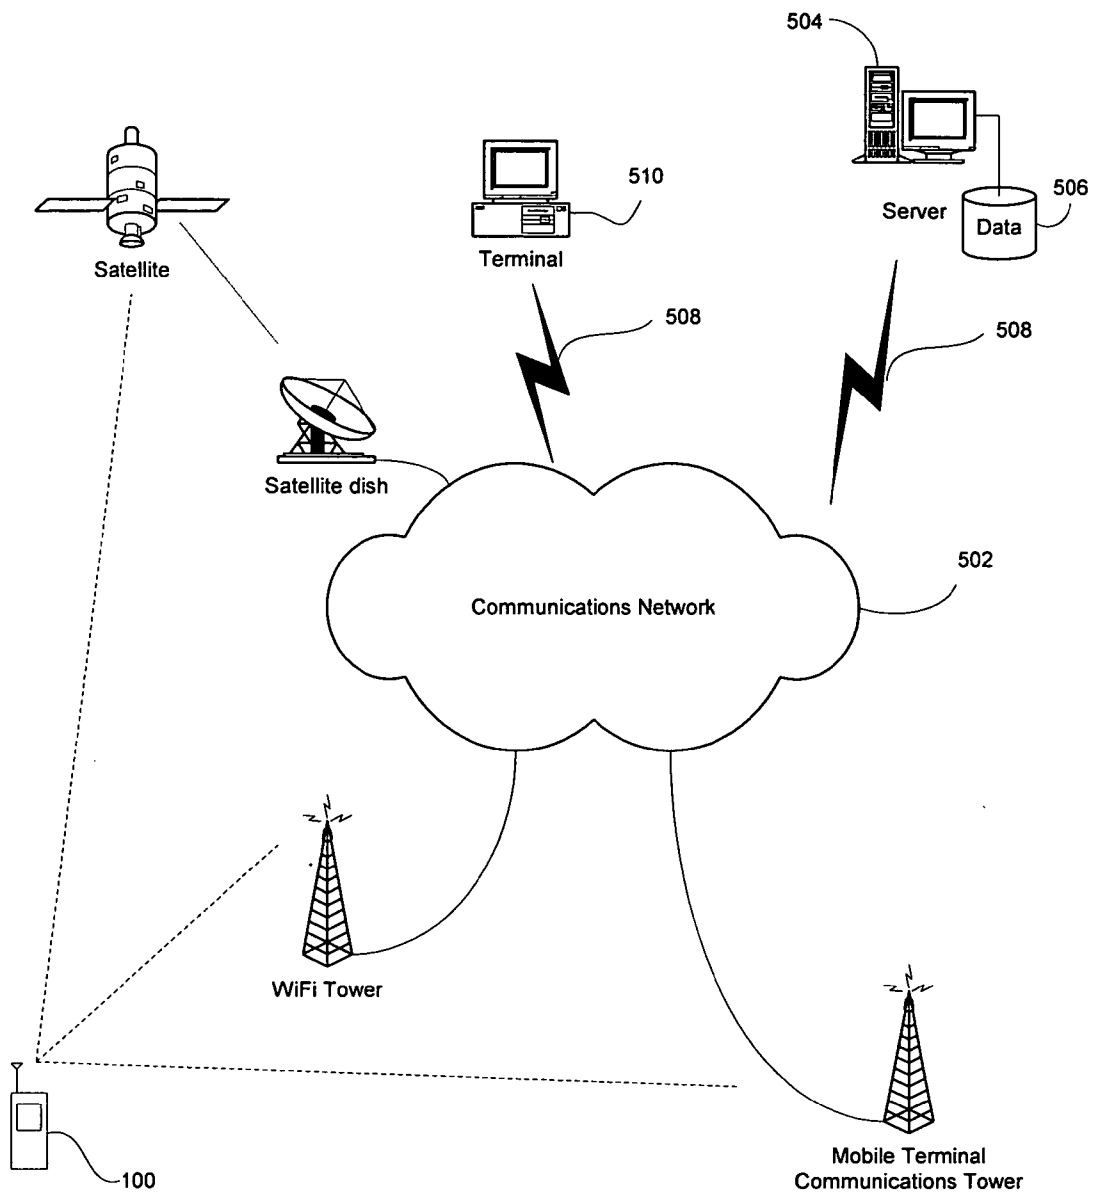 504
510
506
Server
Data
Satellite
Terminal
508
508
Satellite dish
502
Communications Network
WiFi Tower
100
Mobile Terminal
Communications Tower